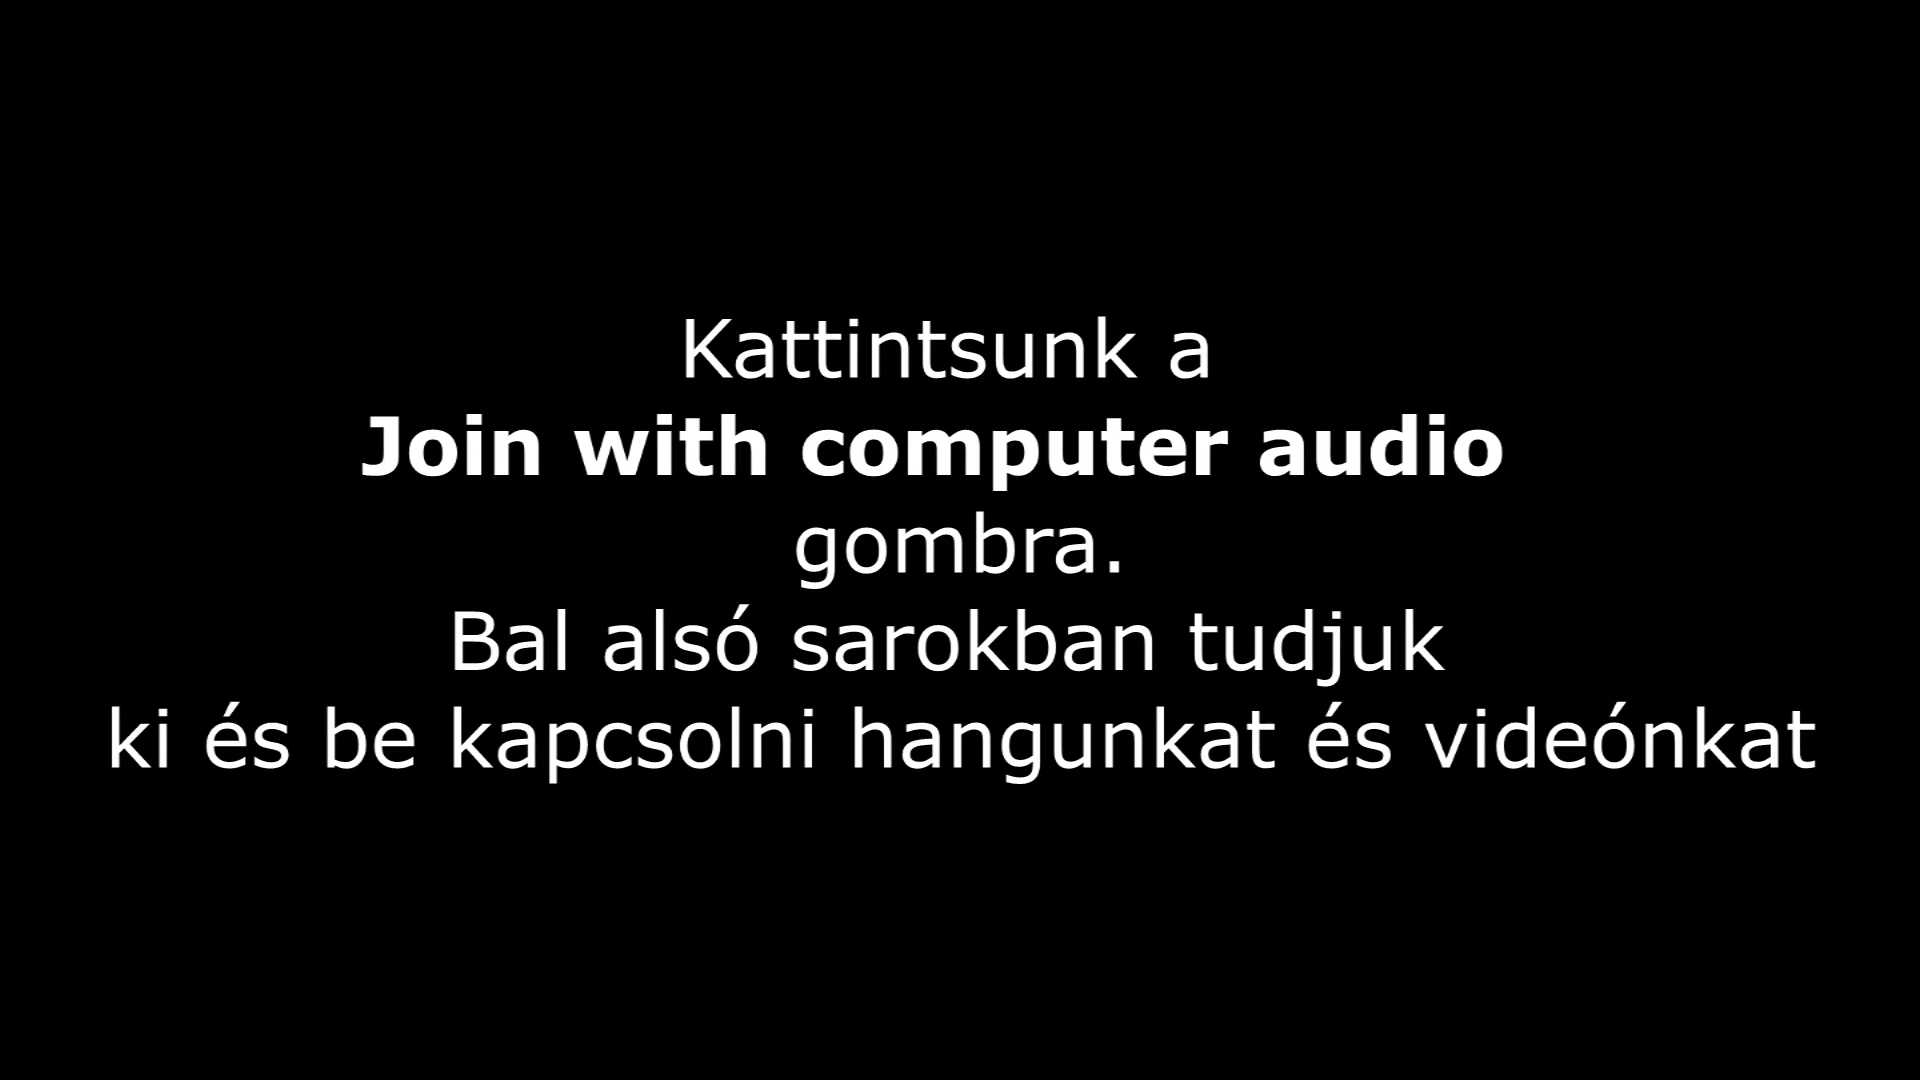 Kattintsunk a
Join with computer audio
gombra.
Bal alsó sarokban tudjuk
ki és be kapcsolni hangunkat és videónkat